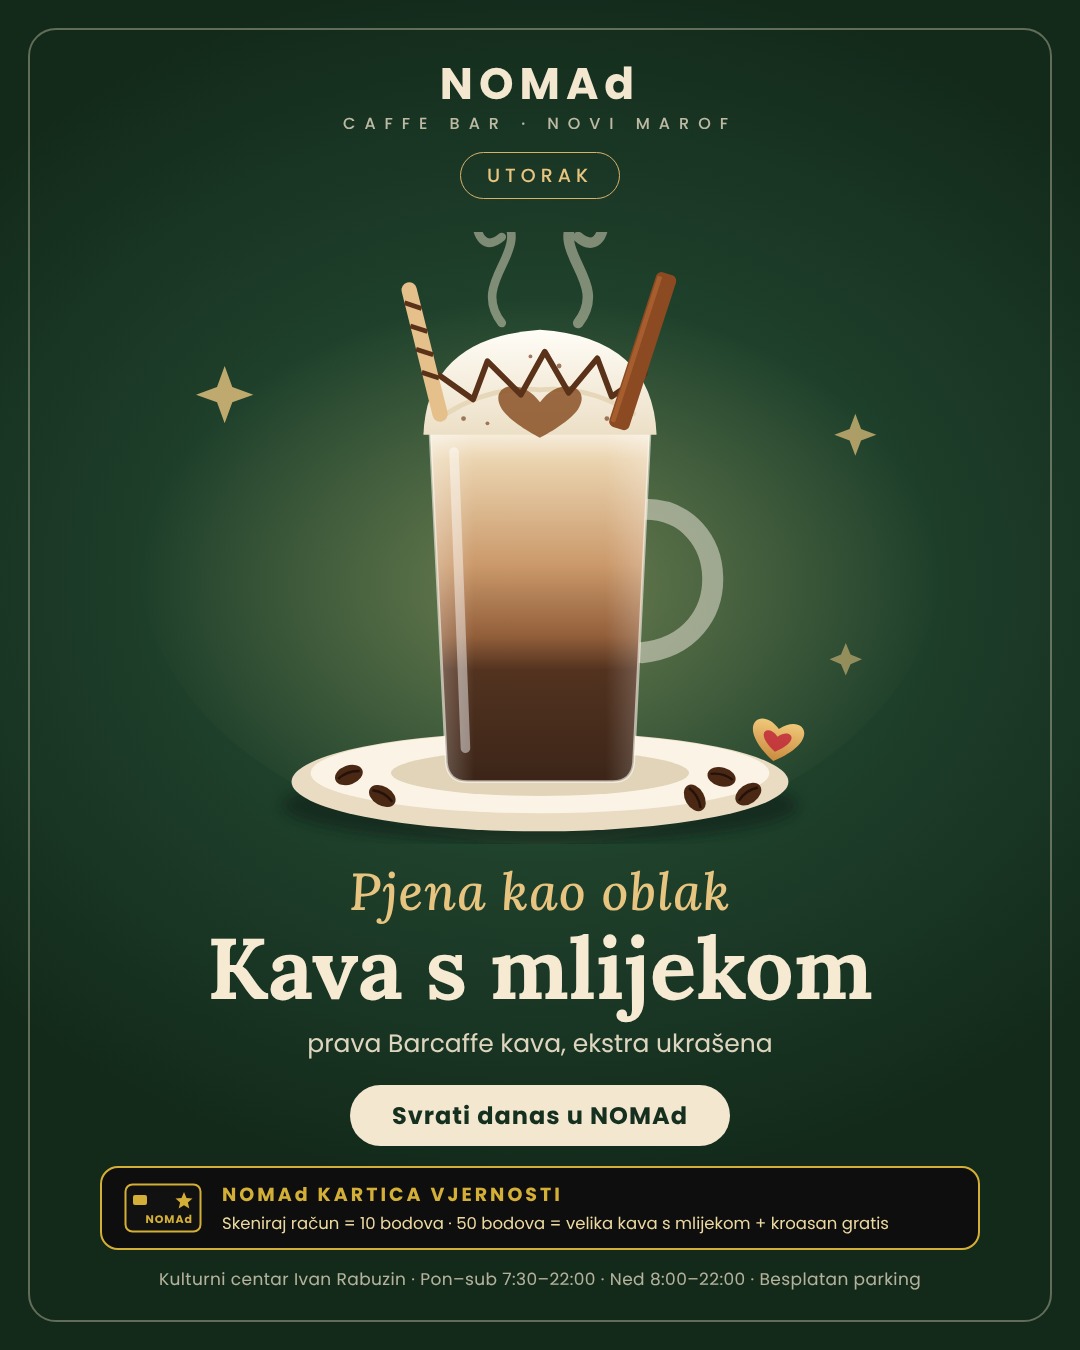 NOMAd
CAFFE BAR · NOVI MAROF
UTORAK
Pjena kao oblak
Kava s mlijekom
prava Barcaffe kava, ekstra ukrašena
Svrati danas u NOMAd
NOMAd
NOMAd KARTICA VJERNOSTI
Skeniraj račun = 10 bodova · 50 bodova = velika kava s mlijekom + kroasan gratis
Kulturni centar Ivan Rabuzin · Pon–sub 7:30–22:00 · Ned 8:00–22:00 · Besplatan parking